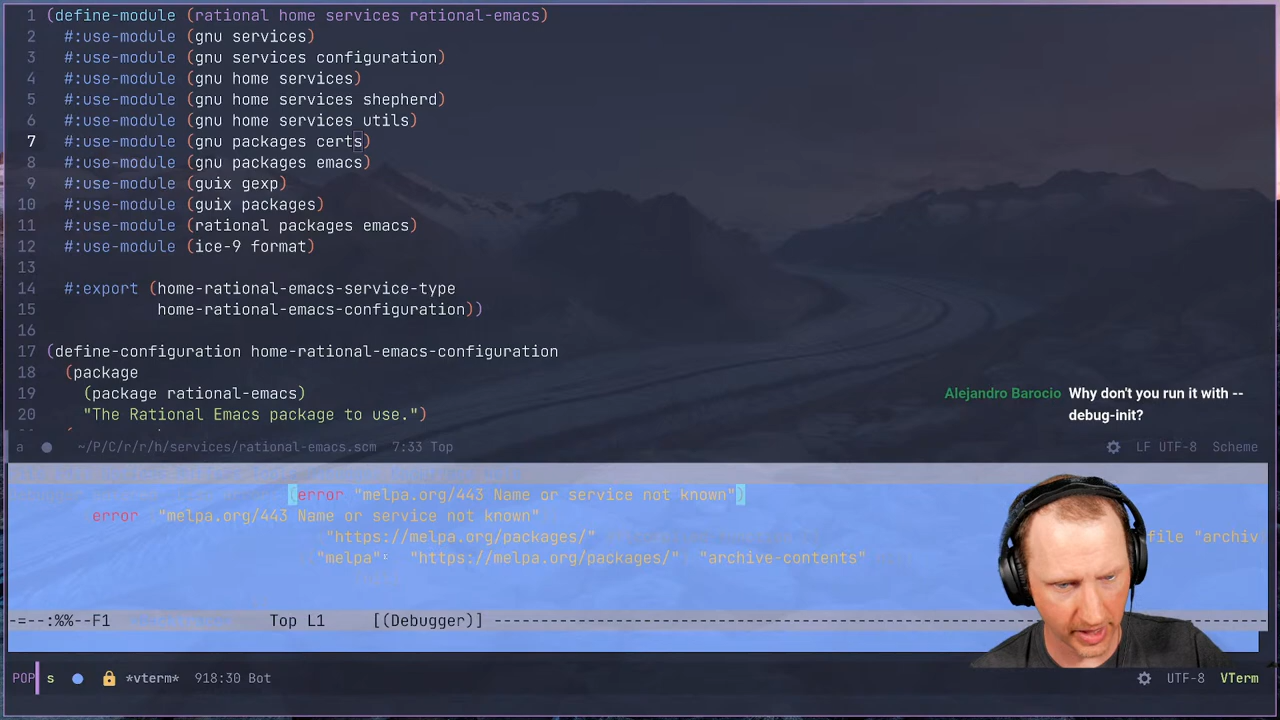 1 (define-module (rational home services rational-emacs)
2 #:use-module (gnu services)
3 #:use-module (gnu services configuration)
4 #:use-module (gnu home services)
5 #:use-module (gnu home services shepherd)
6 #:use-module (gnu home services utils)
7 #:use-module (gnu packages certs)
8 #:use-module (gnu packages emacs)
9 #:use-module (guix gexp)
10 #:use-module (guix packages)
11 #:use-module (rational packages emacs)
12 #:use-module (ice-9 format)
13
14 #:export (home-rational-emacs-service-type
15 home-rational-emacs-configuration))
16
17 (define-configuration home-rational-emacs-configuration
18 (package
19 (package rational-emacs)
20 "The Rational Emacs package to use.")
Alejandro Barocio Why don't you run it with --
debug-init?
a ~/P/C/r/r/h/services/rational-emacs.scm 7:33 Top LF UTF-8 Scheme
(error "melpa.org/443 Name or service not known")
error "melpa.org/443 Name or service not known"
"https://melpa.org/packages/" file "archiv
"melpa" "https://melpa.org/packages/" "archive-contents"
-=--:%%--F1 Top L1 [(Debugger)] ----------
POP s *vterm* 918:30 Bot UTF-8 VTerm